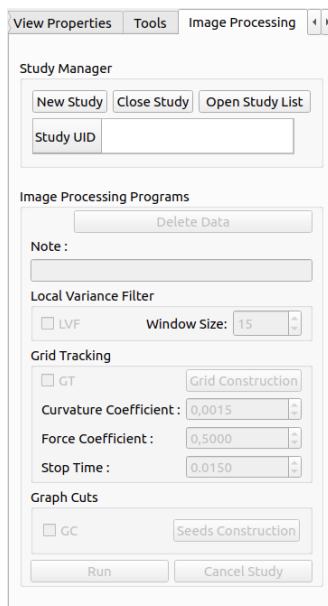 View Properties Tools Image Processing
Study Manager
New Study Close Study Open Study List
Study UID
Image Processing Programs
Delete Data
Note :
Local Variance Filter
LVF Window Size: 15
Grid Tracking
GT Grid Construction
Curvature Coefficient : 0,0015
Force Coefficient : 0,5000
Stop Time : 0.0150
Graph Cuts
GC Seeds Construction
Run Cancel Study